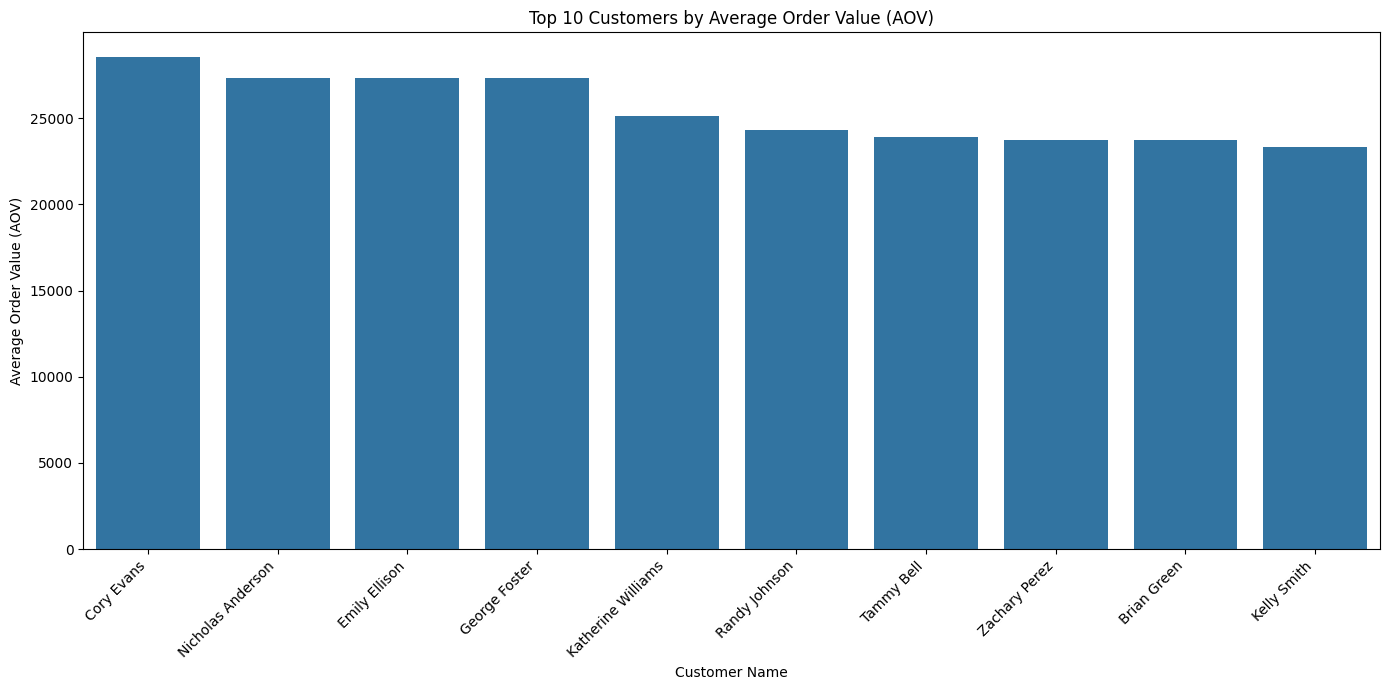 Top 10 Customers by Average Order Value (AOV)
Average Order Value (AOV)
25000
20000
15000
10000
5000
0
Cory Evans
Nicholas Anderson
Emily Ellison
George Foster
Katherine Williams
Randy Johnson
Tammy Bell
Zachary Perez
Brian Green
Kelly Smith
Customer Name